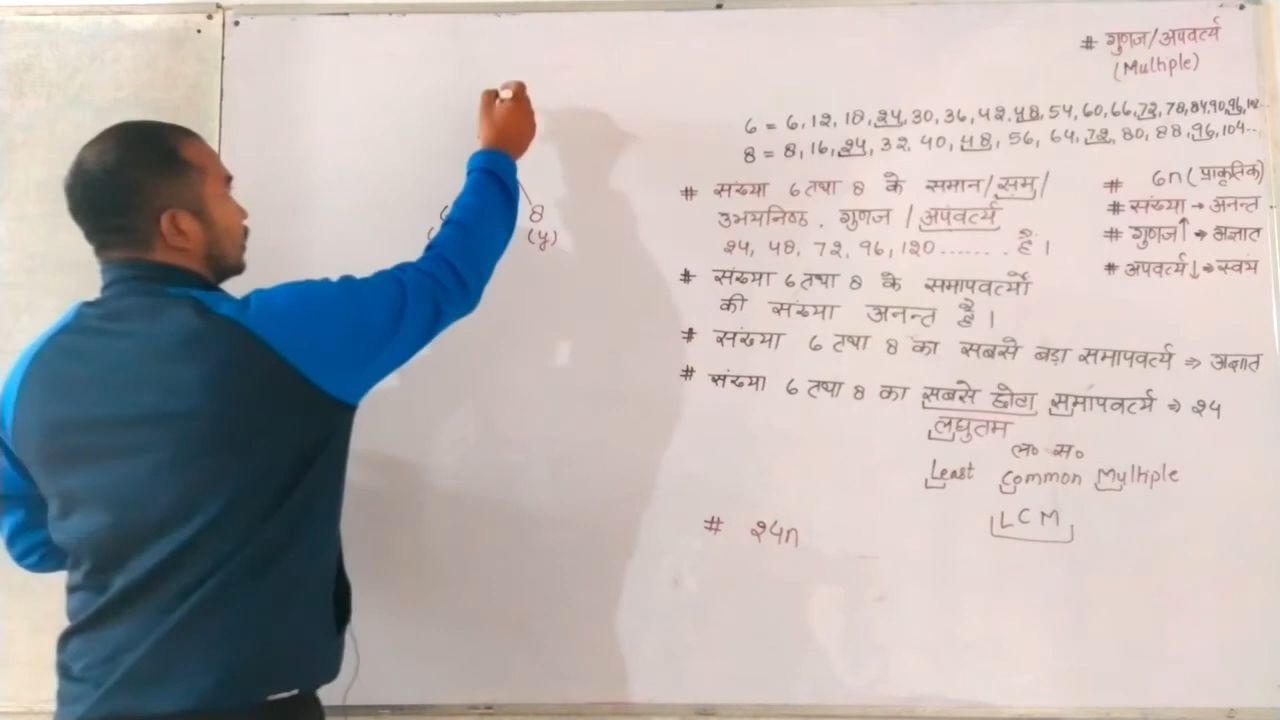 # गुणज/अपवर्त्य
(Multiple)
6 = 6, 12, 18, 24, 30, 36, 42, 48, 54, 60, 66, 72, 78, 84, 90, 96, 102...
8 = 8, 16, 24, 32, 40, 48, 56, 64, 72, 80, 88, 96, 104...
# संख्या 6 तथा 8 के समान/सम/
उभयनिष्ठ. गुणज / अपवर्त्य
24, 48, 72, 96, 120....... हैं।
# संख्या 6 तथा 8 के समापवर्त्यों
की संख्या अनन्त है।
# संख्या 6 तथा 8 का सबसे बड़ा समापवर्त्य ⇒ अज्ञात
# संख्या 6 तथा 8 का सबसे छोटा समापवर्त्य ⇒ 24
लघुतम
ल० स०
Least Common Multiple
LCM
# 24n
# 6n (प्राकृतिक)
# संख्या → अनन्त
# गुणज↑ → अज्ञात
# अपवर्त्य↓ → स्वंय
8
(y)